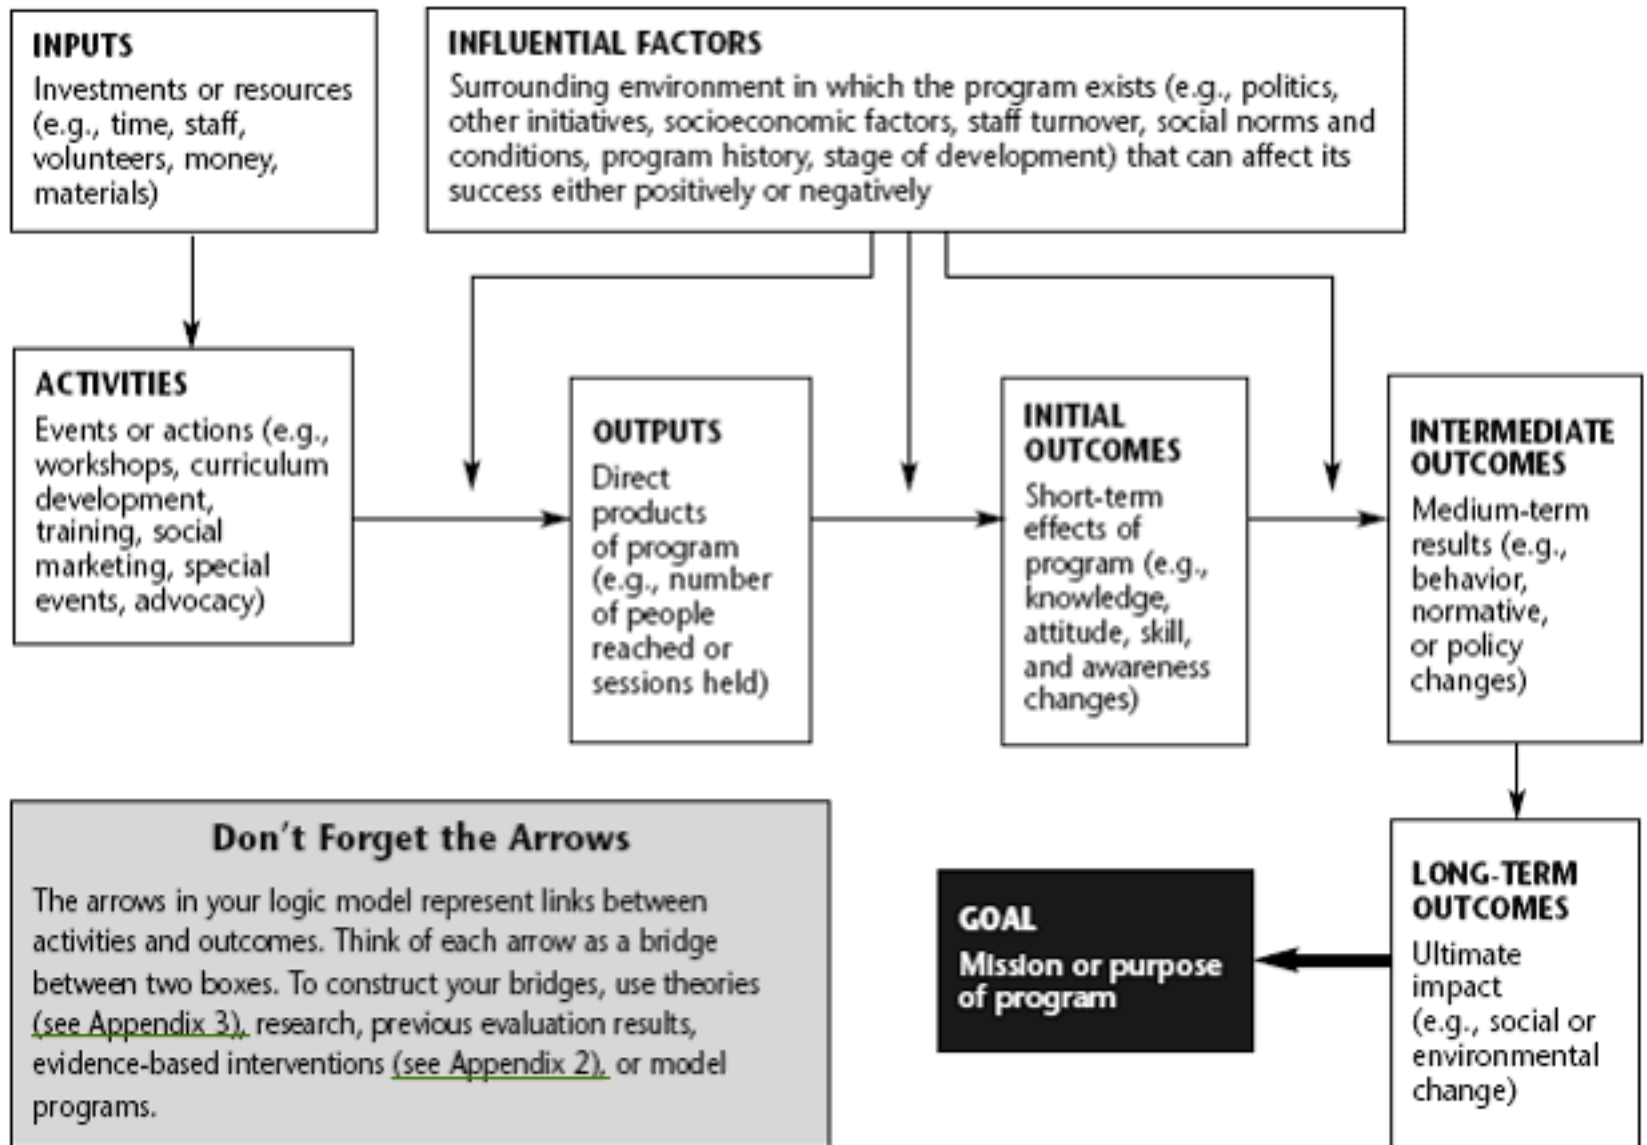 INPUTS
Investments or resources
(e.g., time, staff,
volunteers, money,
materials)
INFLUENTIAL FACTORS
Surrounding environment in which the program exists (e.g., politics,
other initiatives, socioeconomic factors, staff turnover, social norms and
conditions, program history, stage of development) that can affect its
success either positively or negatively
ACTIVITIES
Events or actions (e.g.,
workshops, curriculum
development,
training, social
marketing, special
events, advocacy)
OUTPUTS
Direct
products
of program
(e.g., number
of people
reached or
sessions held)
INITIAL
OUTCOMES
Short-term
effects of
program (e.g.,
knowledge,
attitude, skill,
and awareness
changes)
INTERMEDIATE
OUTCOMES
Medium-term
results (e.g.,
behavior,
normative,
or policy
changes)
LONG-TERM
OUTCOMES
Ultimate
impact
(e.g., social or
environmental
change)
GOAL
Mission or purpose
of program
Don't Forget the Arrows
The arrows in your logic model represent links between
activities and outcomes. Think of each arrow as a bridge
between two boxes. To construct your bridges, use theories
(see Appendix 3), research, previous evaluation results,
evidence-based interventions (see Appendix 2), or model
programs.